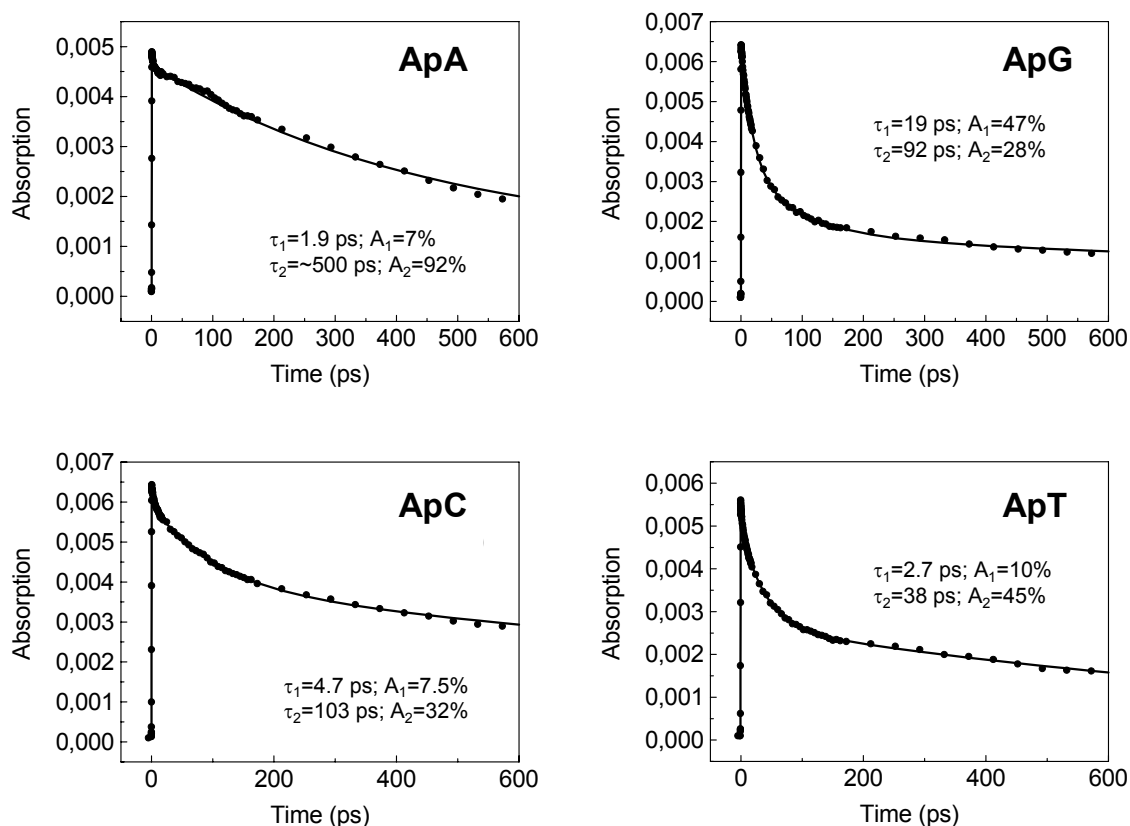 ApA
0,005
0,004
0,003
0,002
0,001
0,000
Absorption
τ1=1.9 ps; A1=7%
τ2=~500 ps; A2=92%
0 100 200 300 400 500 600
Time (ps)
ApG
0,007
0,006
0,005
0,004
0,003
0,002
0,001
0,000
Absorption
τ1=19 ps; A1=47%
τ2=92 ps; A2=28%
0 100 200 300 400 500 600
Time (ps)
ApC
0,007
0,006
0,005
0,004
0,003
0,002
0,001
0,000
Absorption
τ1=4.7 ps; A1=7.5%
τ2=103 ps; A2=32%
0 200 400 600
Time (ps)
ApT
0,006
0,005
0,004
0,003
0,002
0,001
0,000
Absorption
τ1=2.7 ps; A1=10%
τ2=38 ps; A2=45%
0 200 400 600
Time (ps)